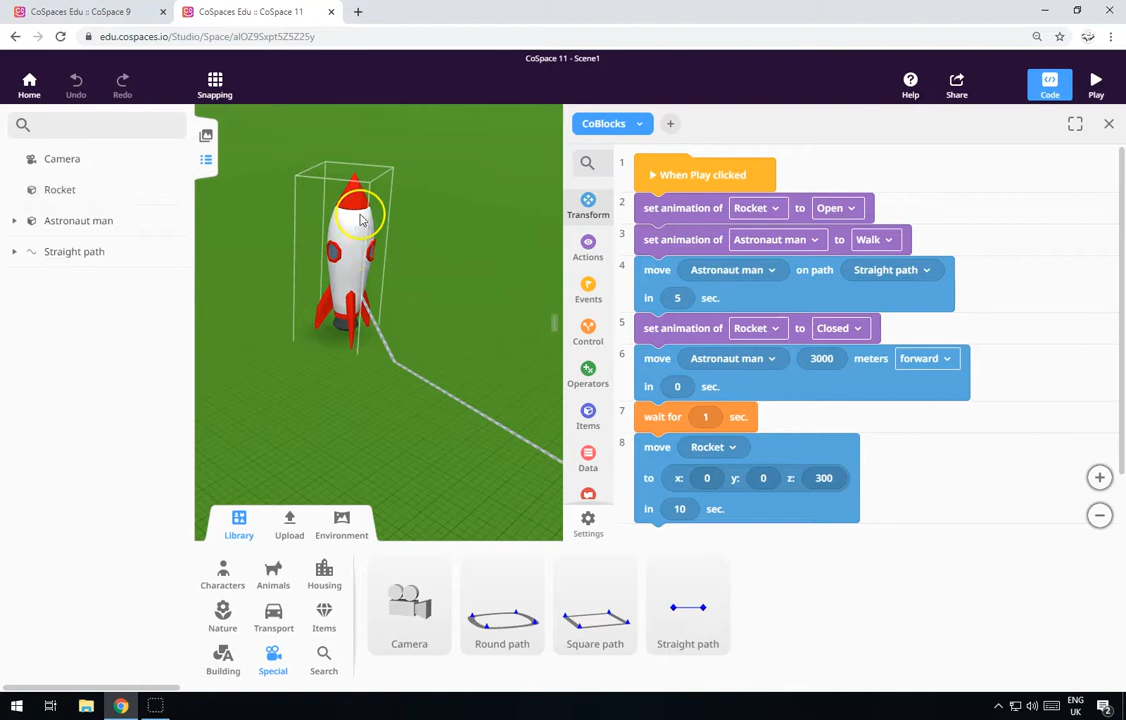 CoSpaces Edu :: CoSpace 9
CoSpaces Edu :: CoSpace 11
edu.cospaces.io/Studio/Space/alOZ9Sxpt5Z5Z25y
CoSpace 11 - Scene1
Home
Undo
Redo
Snapping
Help
Share
Code
Play
Camera
Rocket
Astronaut man
Straight path
CoBlocks
Transform
Actions
Events
Control
Operators
Items
Data
Settings
1 When Play clicked
2 set animation of Rocket to Open
3 set animation of Astronaut man to Walk
4 move Astronaut man on path Straight path
in 5 sec.
5 set animation of Rocket to Closed
6 move Astronaut man 3000 meters forward
in 0 sec.
7 wait for 1 sec.
8 move Rocket
to x: 0 y: 0 z: 300
in 10 sec.
Library
Upload
Environment
Characters
Animals
Housing
Nature
Transport
Items
Building
Special
Search
Camera
Round path
Square path
Straight path
ENG
UK
2